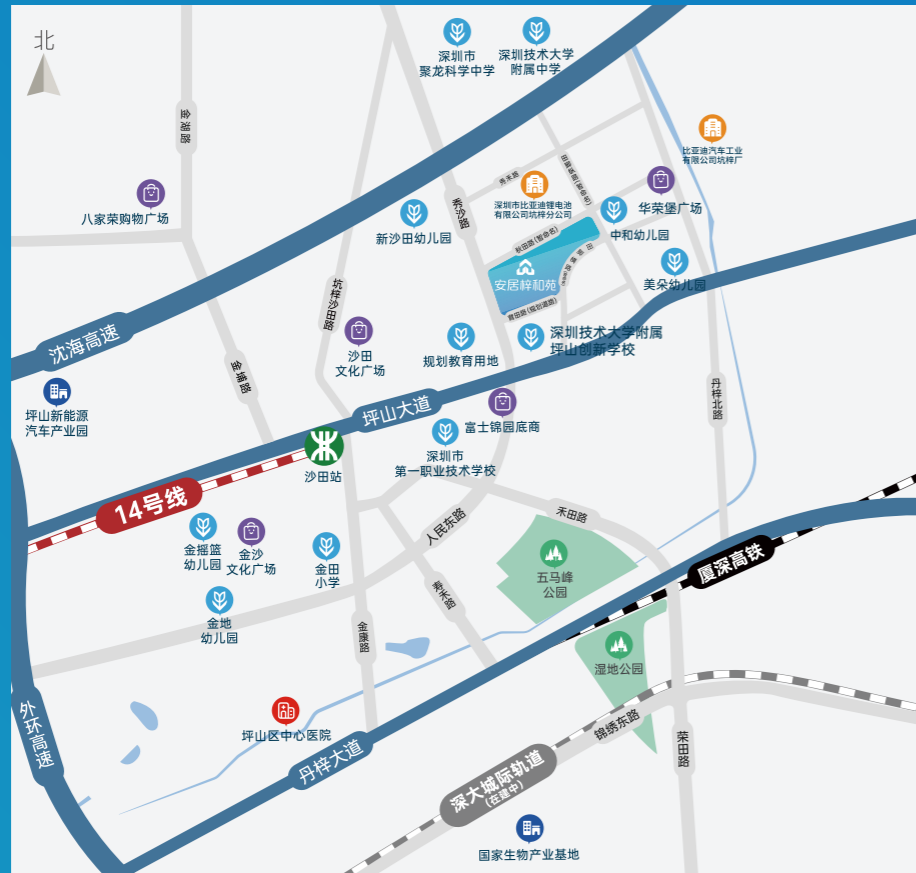 北
深圳市
聚龙科学中学
深圳技术大学
附属中学
金湖路
比亚迪汽车工业
有限公司坑梓厂
秀禾路
八家荣购物广场
深圳市比亚迪锂电池
有限公司坑梓分公司
秀沙路
华荣堡广场
新沙田幼儿园
中和幼儿园
秋田路(暂命名)
安居梓和苑
美朵幼儿园
坑梓沙田路
沈海高速
沙田
文化广场
规划教育用地
深圳技术大学附属
坪山创新学校
金埔路
丹梓北路
坪山新能源
汽车产业园
坪山大道
富士锦园底商
深圳市
第一职业技术学校
沙田站
14号线
人民东路
禾田路
金摇篮
幼儿园
金沙
文化广场
金田
小学
五马峰
公园
厦深高铁
寿禾路
金地
幼儿园
金康路
湿地公园
外环高速
坪山区中心医院
锦绣东路
荣田路
丹梓大道
深大城际轨道
(在建中)
国家生物产业基地